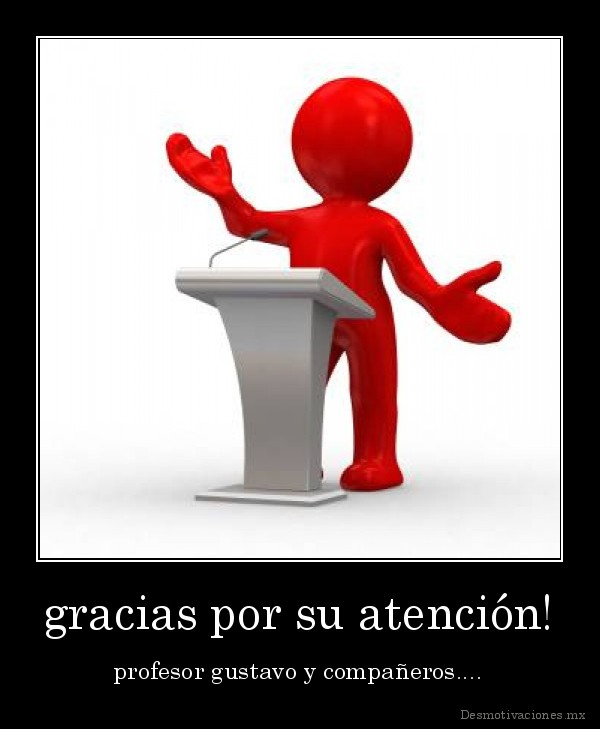 gracias por su atención!
profesor gustavo y compañeros....
Desmotivaciones.mx